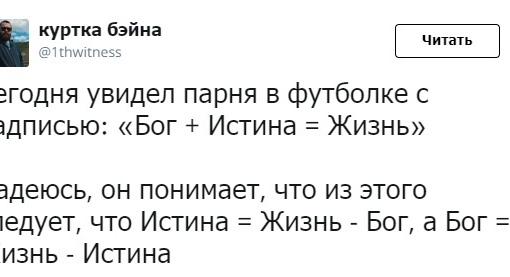 куртка бэйна
@1thwitness
Читать
егодня увидел парня в футболке с
адписью: «Бог + Истина = Жизнь»
адеюсь, он понимает, что из этого
ледует, что Истина = Жизнь - Бог, а Бог =
изнь - Истина